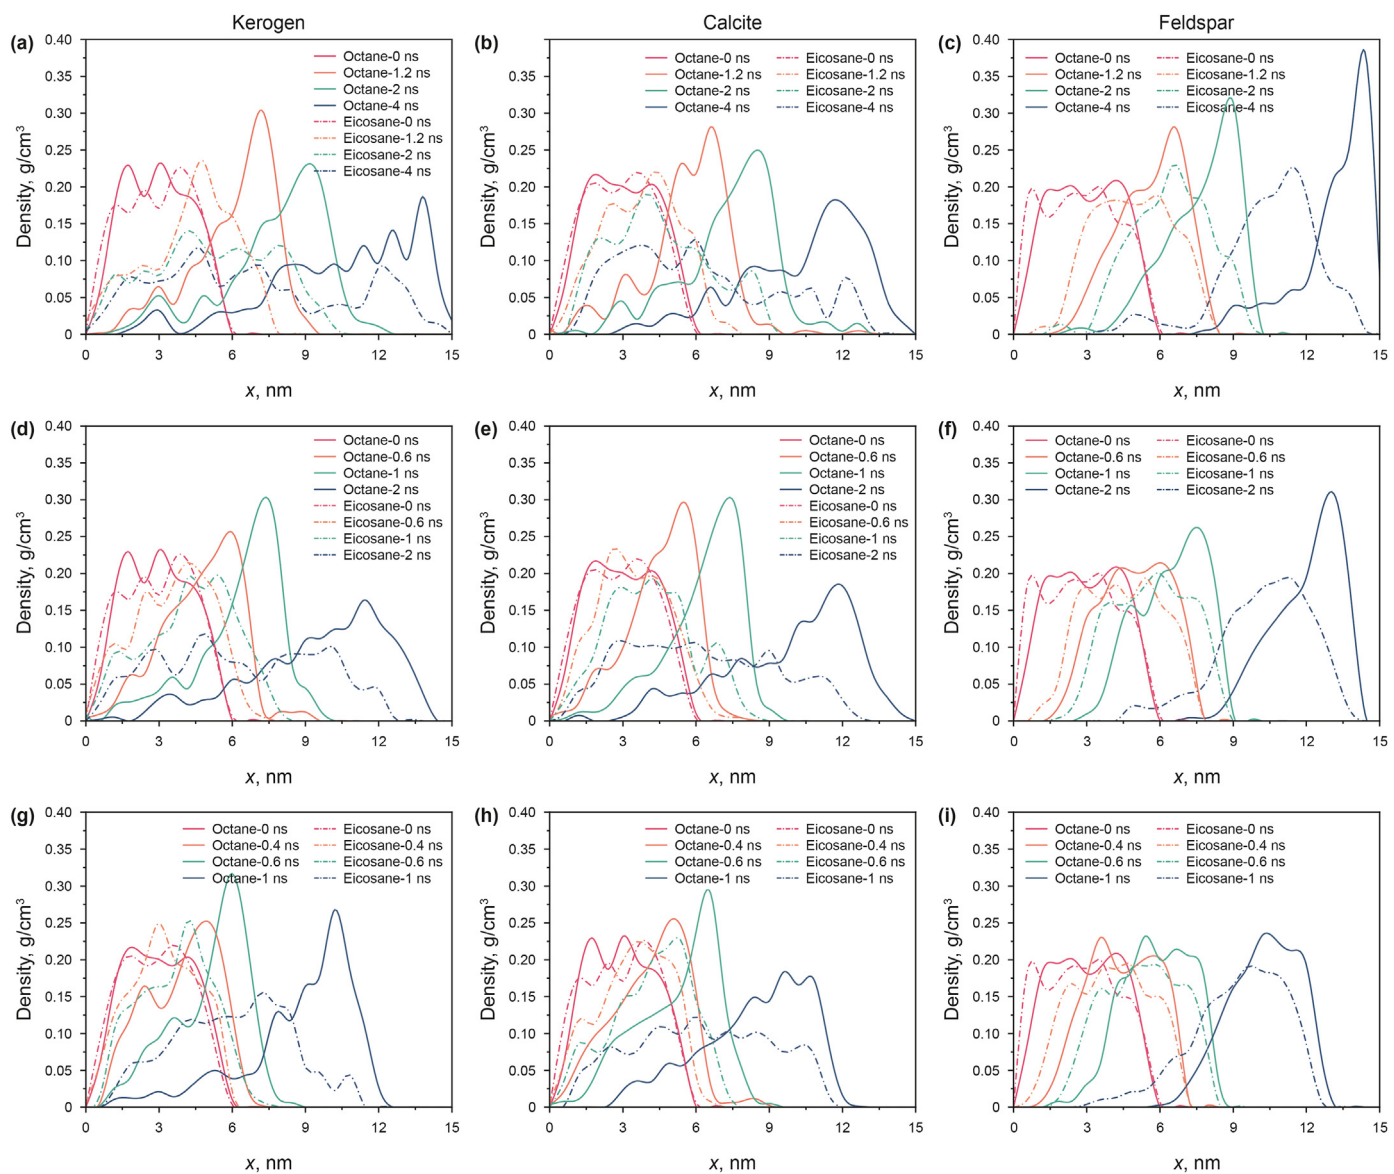 Kerogen
Calcite
Feldspar
(a)
0.40
0.35
0.30
0.25
0.20
0.15
0.10
0.05
0
Density, g/cm³
Octane-0 ns
Octane-1.2 ns
Octane-2 ns
Octane-4 ns
Eicosane-0 ns
Eicosane-1.2 ns
Eicosane-2 ns
Eicosane-4 ns
0 3 6 9 12 15
x, nm
(b)
0.40
0.35
0.30
0.25
0.20
0.15
0.10
0.05
0
Density, g/cm³
Octane-0 ns Eicosane-0 ns
Octane-1.2 ns Eicosane-1.2 ns
Octane-2 ns Eicosane-2 ns
Octane-4 ns Eicosane-4 ns
0 3 6 9 12 15
x, nm
(c)
0.40
0.35
0.30
0.25
0.20
0.15
0.10
0.05
0
Density, g/cm³
Octane-0 ns Eicosane-0 ns
Octane-1.2 ns Eicosane-1.2 ns
Octane-2 ns Eicosane-2 ns
Octane-4 ns Eicosane-4 ns
0 3 6 9 12 15
x, nm
(d)
0.40
0.35
0.30
0.25
0.20
0.15
0.10
0.05
0
Density, g/cm³
Octane-0 ns
Octane-0.6 ns
Octane-1 ns
Octane-2 ns
Eicosane-0 ns
Eicosane-0.6 ns
Eicosane-1 ns
Eicosane-2 ns
0 3 6 9 12 15
x, nm
(e)
0.40
0.35
0.30
0.25
0.20
0.15
0.10
0.05
0
Density, g/cm³
Octane-0 ns
Octane-0.6 ns
Octane-1 ns
Octane-2 ns
Eicosane-0 ns
Eicosane-0.6 ns
Eicosane-1 ns
Eicosane-2 ns
0 3 6 9 12 15
x, nm
(f)
0.40
0.35
0.30
0.25
0.20
0.15
0.10
0.05
0
Density, g/cm³
Octane-0 ns Eicosane-0 ns
Octane-0.6 ns Eicosane-0.6 ns
Octane-1 ns Eicosane-1 ns
Octane-2 ns Eicosane-2 ns
0 3 6 9 12 15
x, nm
(g)
0.40
0.35
0.30
0.25
0.20
0.15
0.10
0.05
0
Density, g/cm³
Octane-0 ns Eicosane-0 ns
Octane-0.4 ns Eicosane-0.4 ns
Octane-0.6 ns Eicosane-0.6 ns
Octane-1 ns Eicosane-1 ns
0 3 6 9 12 15
x, nm
(h)
0.40
0.35
0.30
0.25
0.20
0.15
0.10
0.05
0
Density, g/cm³
Octane-0 ns Eicosane-0 ns
Octane-0.4 ns Eicosane-0.4 ns
Octane-0.6 ns Eicosane-0.6 ns
Octane-1 ns Eicosane-1 ns
0 3 6 9 12 15
x, nm
(i)
0.40
0.35
0.30
0.25
0.20
0.15
0.10
0.05
0
Density, g/cm³
Octane-0 ns Eicosane-0 ns
Octane-0.4 ns Eicosane-0.4 ns
Octane-0.6 ns Eicosane-0.6 ns
Octane-1 ns Eicosane-1 ns
0 3 6 9 12 15
x, nm